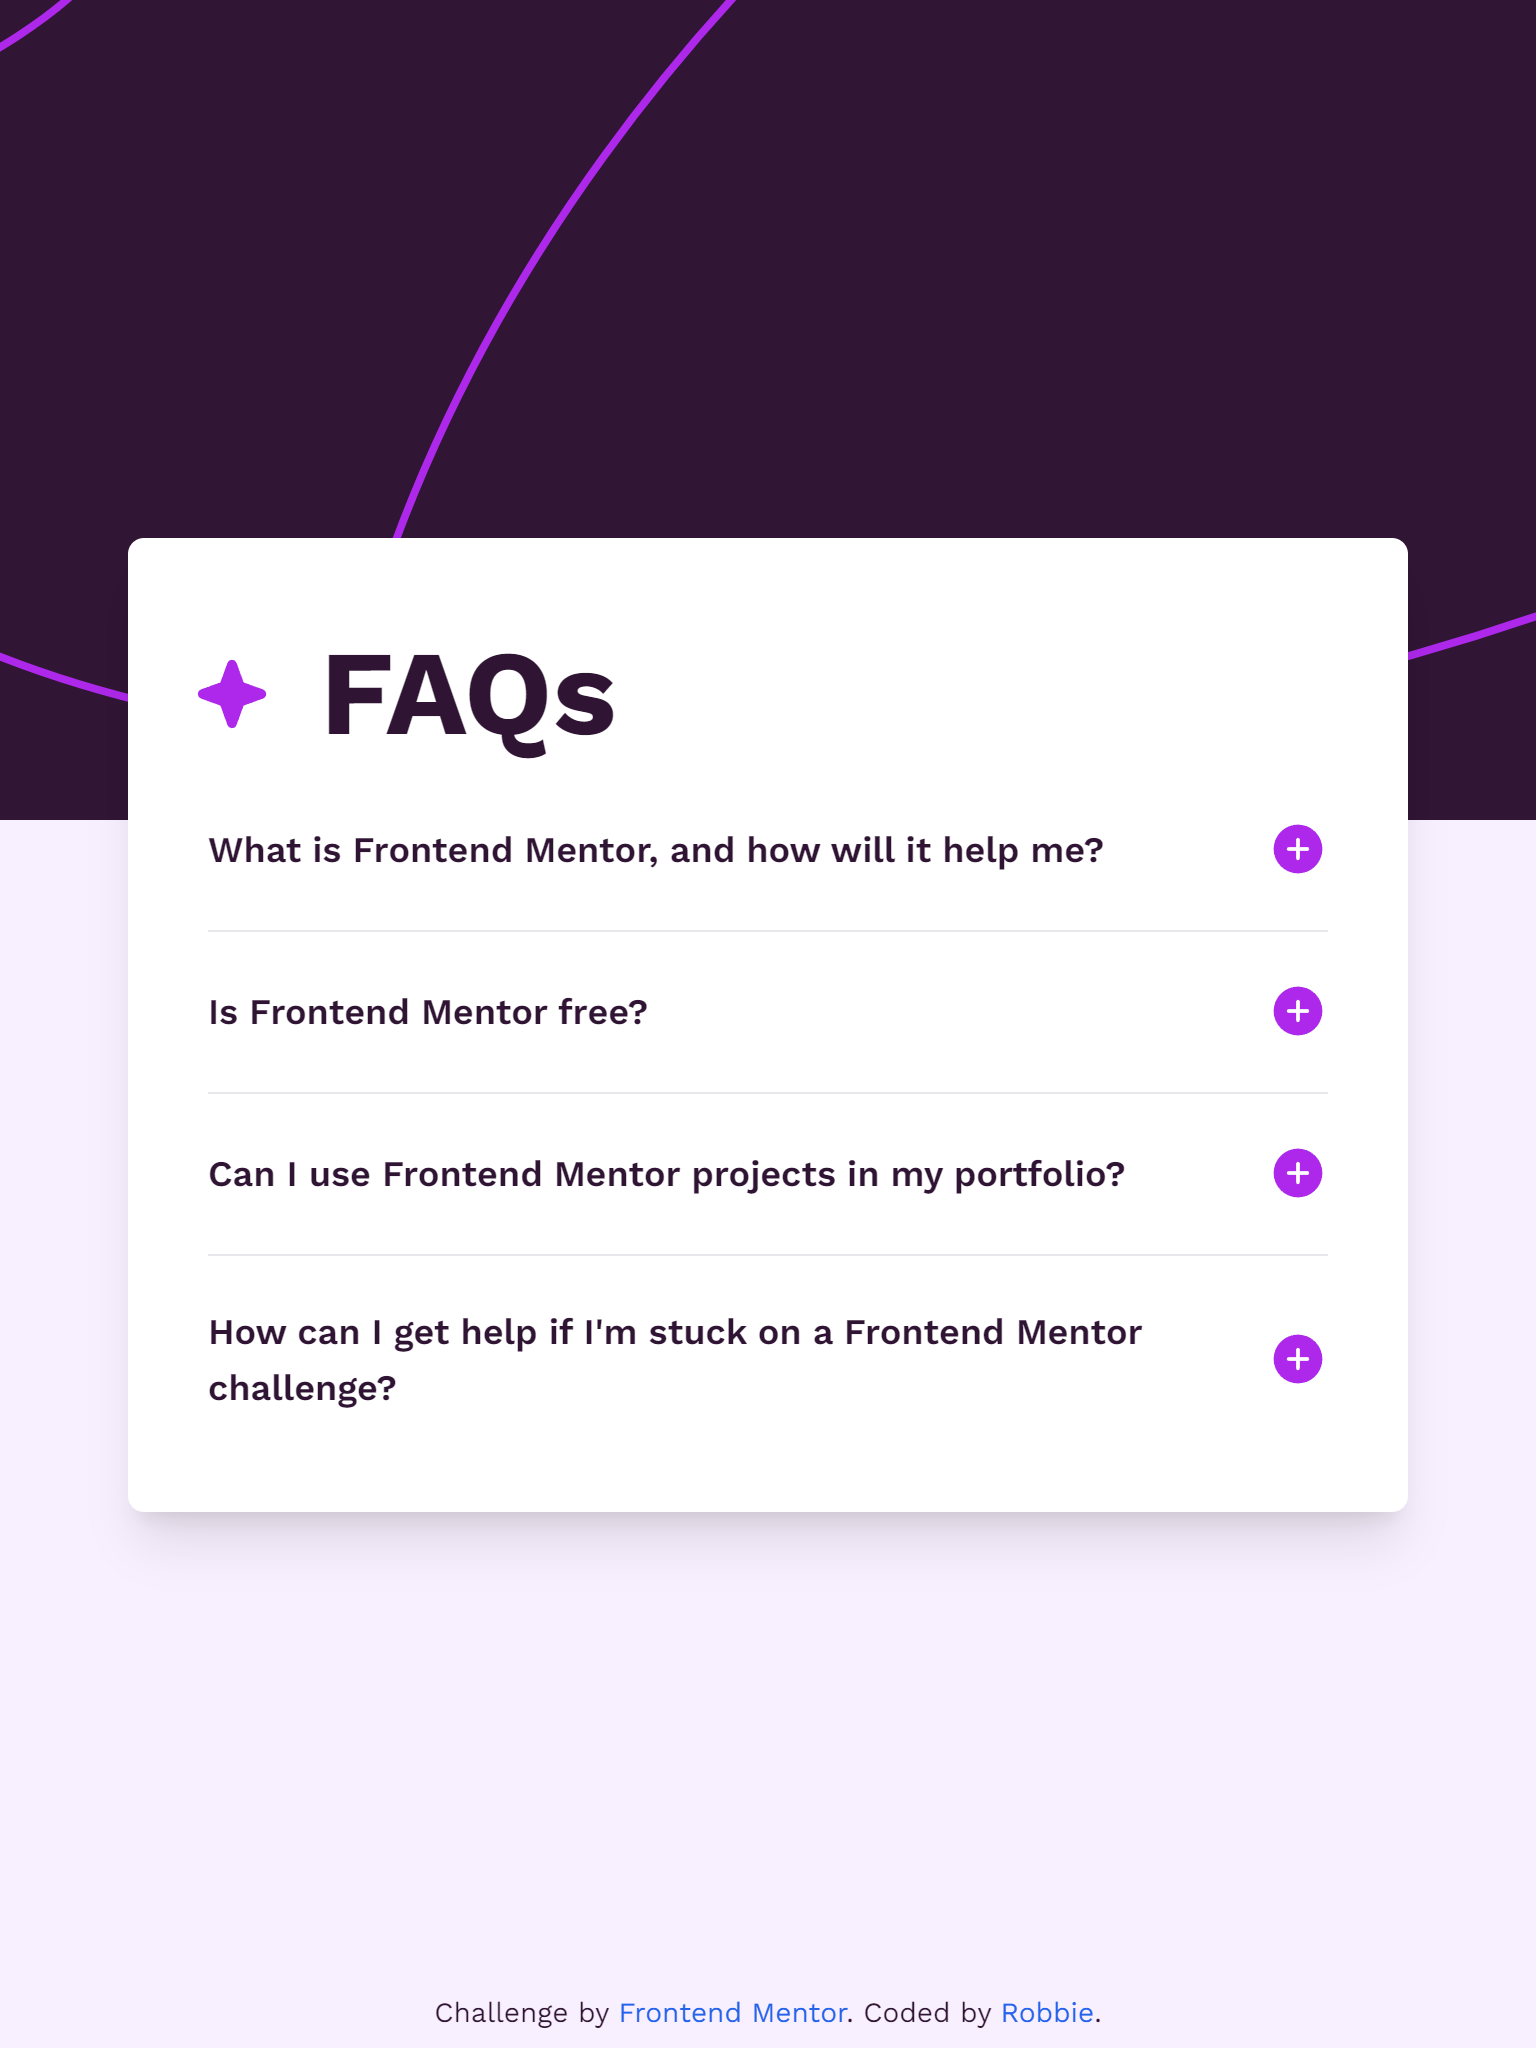 FAQs
What is Frontend Mentor, and how will it help me?
Is Frontend Mentor free?
Can I use Frontend Mentor projects in my portfolio?
How can I get help if I'm stuck on a Frontend Mentor
challenge?
Challenge by Frontend Mentor. Coded by Robbie.